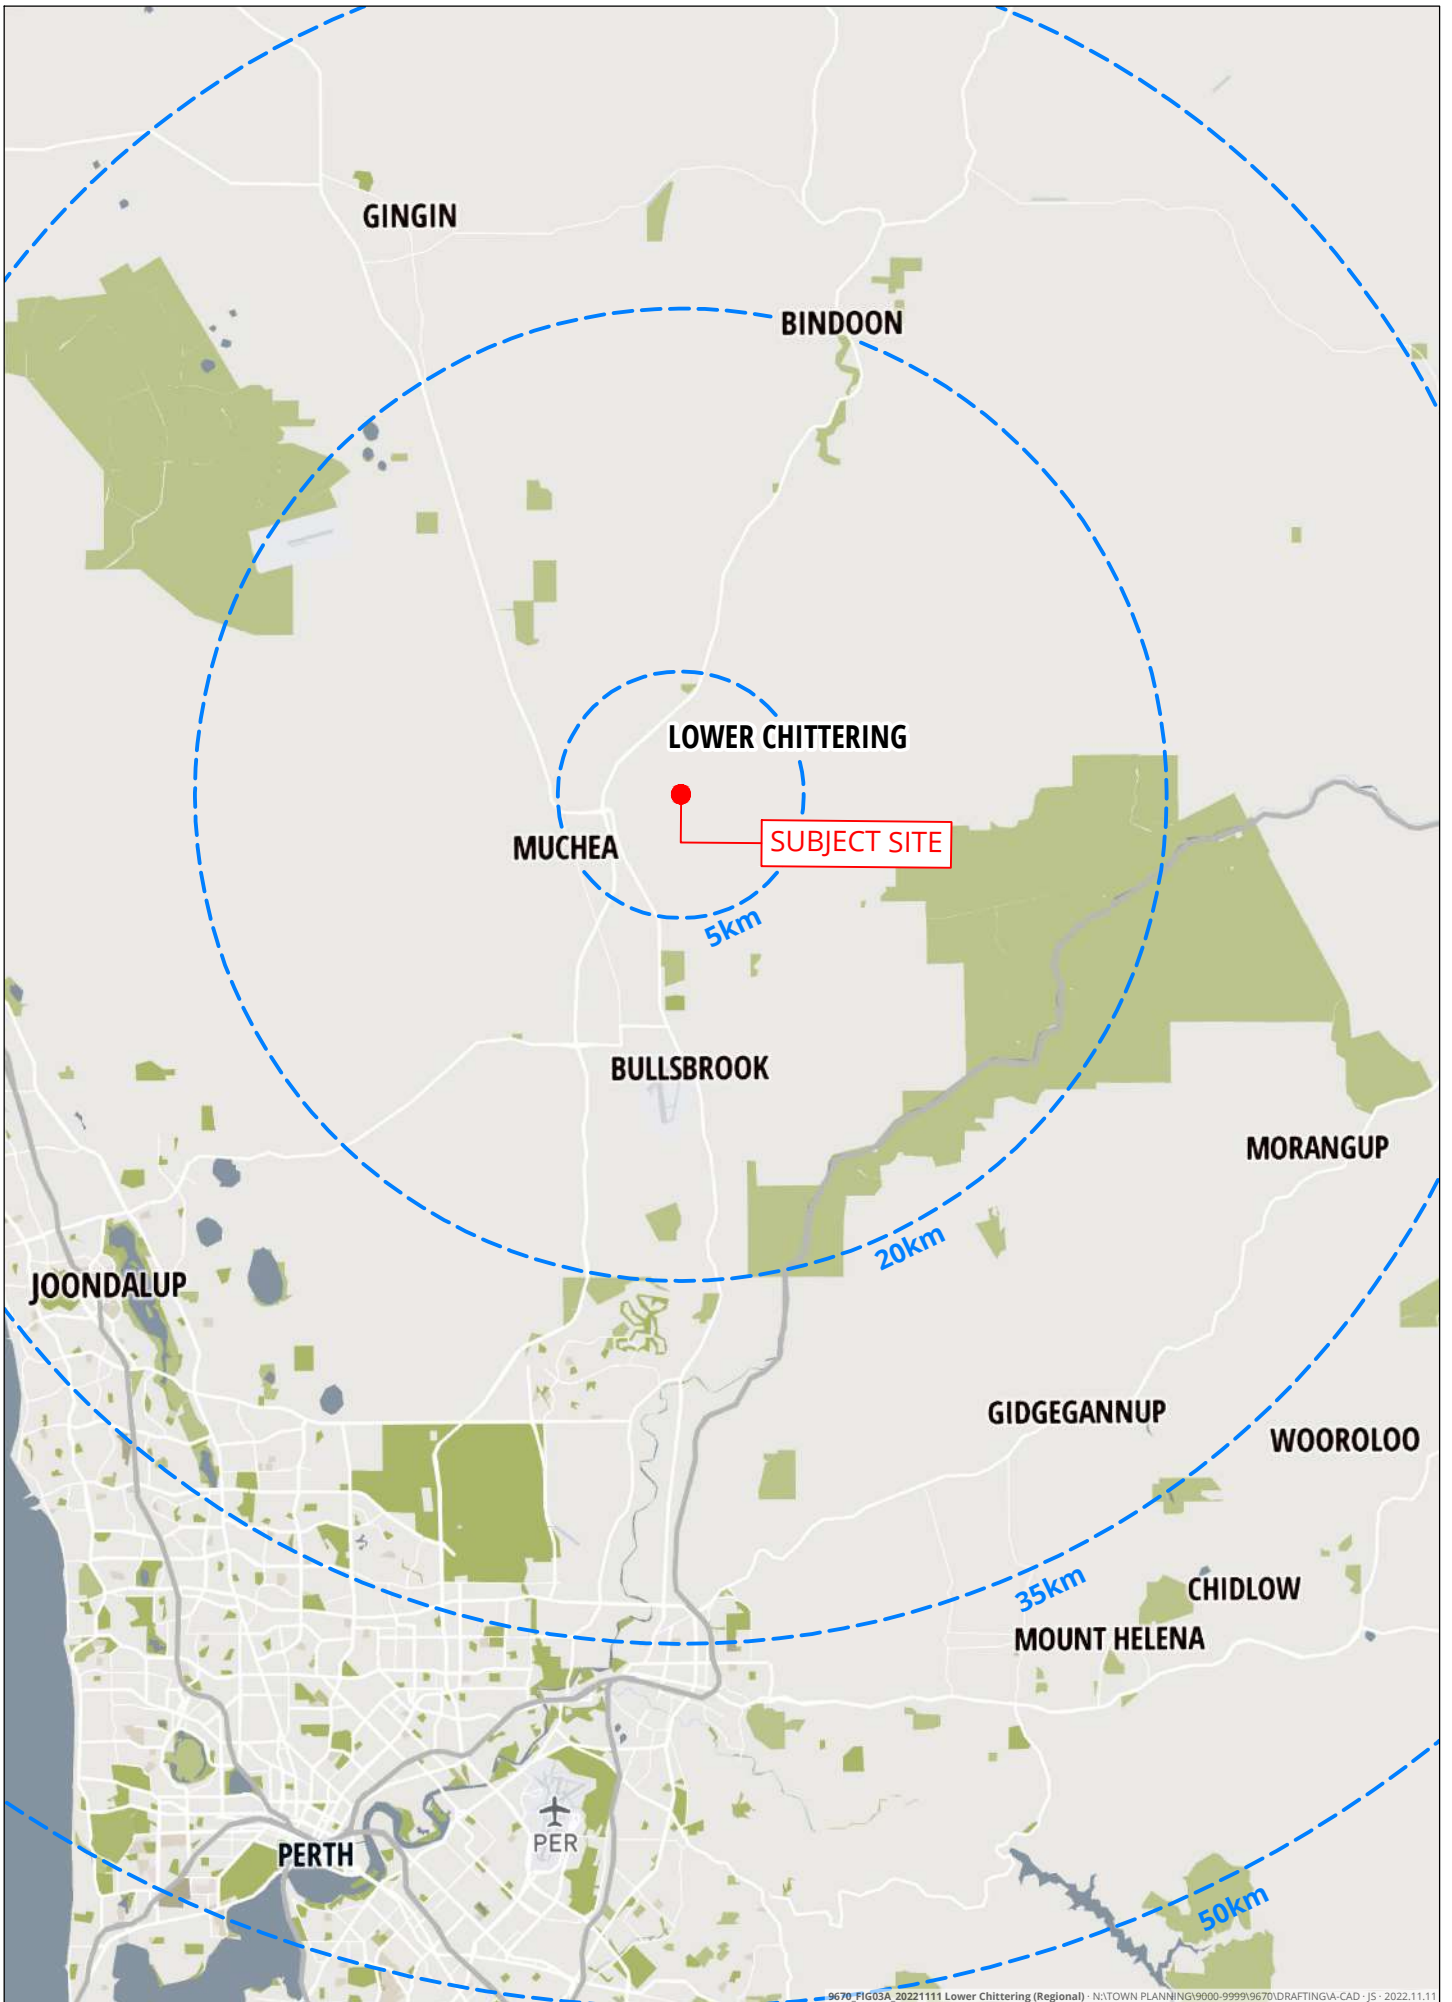 GINGIN
BINDOON
LOWER CHITTERING
SUBJECT SITE
MUCHEA
5km
BULLSBROOK
MORANGUP
20km
JOONDALUP
GIDGEGANNUP
WOOROLOO
35km
CHIDLOW
MOUNT HELENA
PER
PERTH
50km
9670_FIG03A_20221111 Lower Chittering (Regional) · N:\TOWN PLANNING\9000-9999\9670\DRAFTING\A-CAD · JS · 2022.11.11